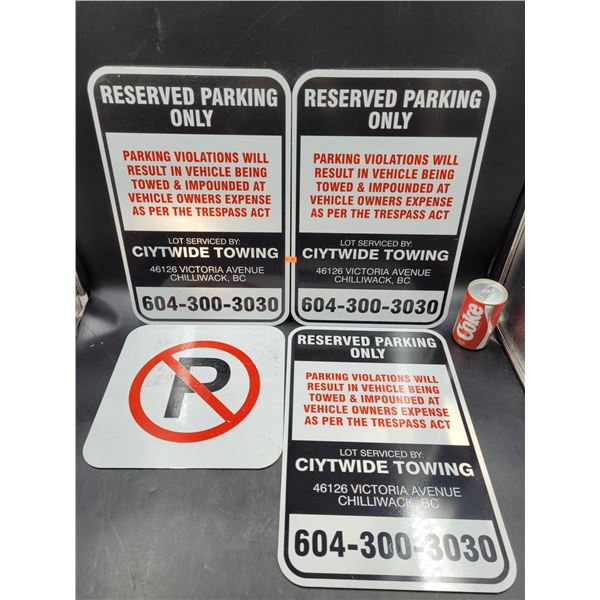 RESERVED PARKING
ONLY
PARKING VIOLATIONS WILL
RESULT IN VEHICLE BEING
TOWED & IMPOUNDED AT
VEHICLE OWNERS EXPENSE
AS PER THE TRESPASS ACT
LOT SERVICED BY:
CIYTWIDE TOWING
46126 VICTORIA AVENUE
CHILLIWACK, BC
604-300-3030
RESERVED PARKING
ONLY
PARKING VIOLATIONS WILL
RESULT IN VEHICLE BEING
TOWED & IMPOUNDED AT
VEHICLE OWNERS EXPENSE
AS PER THE TRESPASS ACT
LOT SERVICED BY:
CIYTWIDE TOWING
46126 VICTORIA AVENUE
CHILLIWACK, BC
604-300-3030
Coke
P
RESERVED PARKING
ONLY
PARKING VIOLATIONS WILL
RESULT IN VEHICLE BEING
TOWED & IMPOUNDED AT
VEHICLE OWNERS EXPENSE
AS PER THE TRESPASS ACT
LOT SERVICED BY:
CIYTWIDE TOWING
46126 VICTORIA AVENUE
CHILLIWACK, BC
604-300-3030